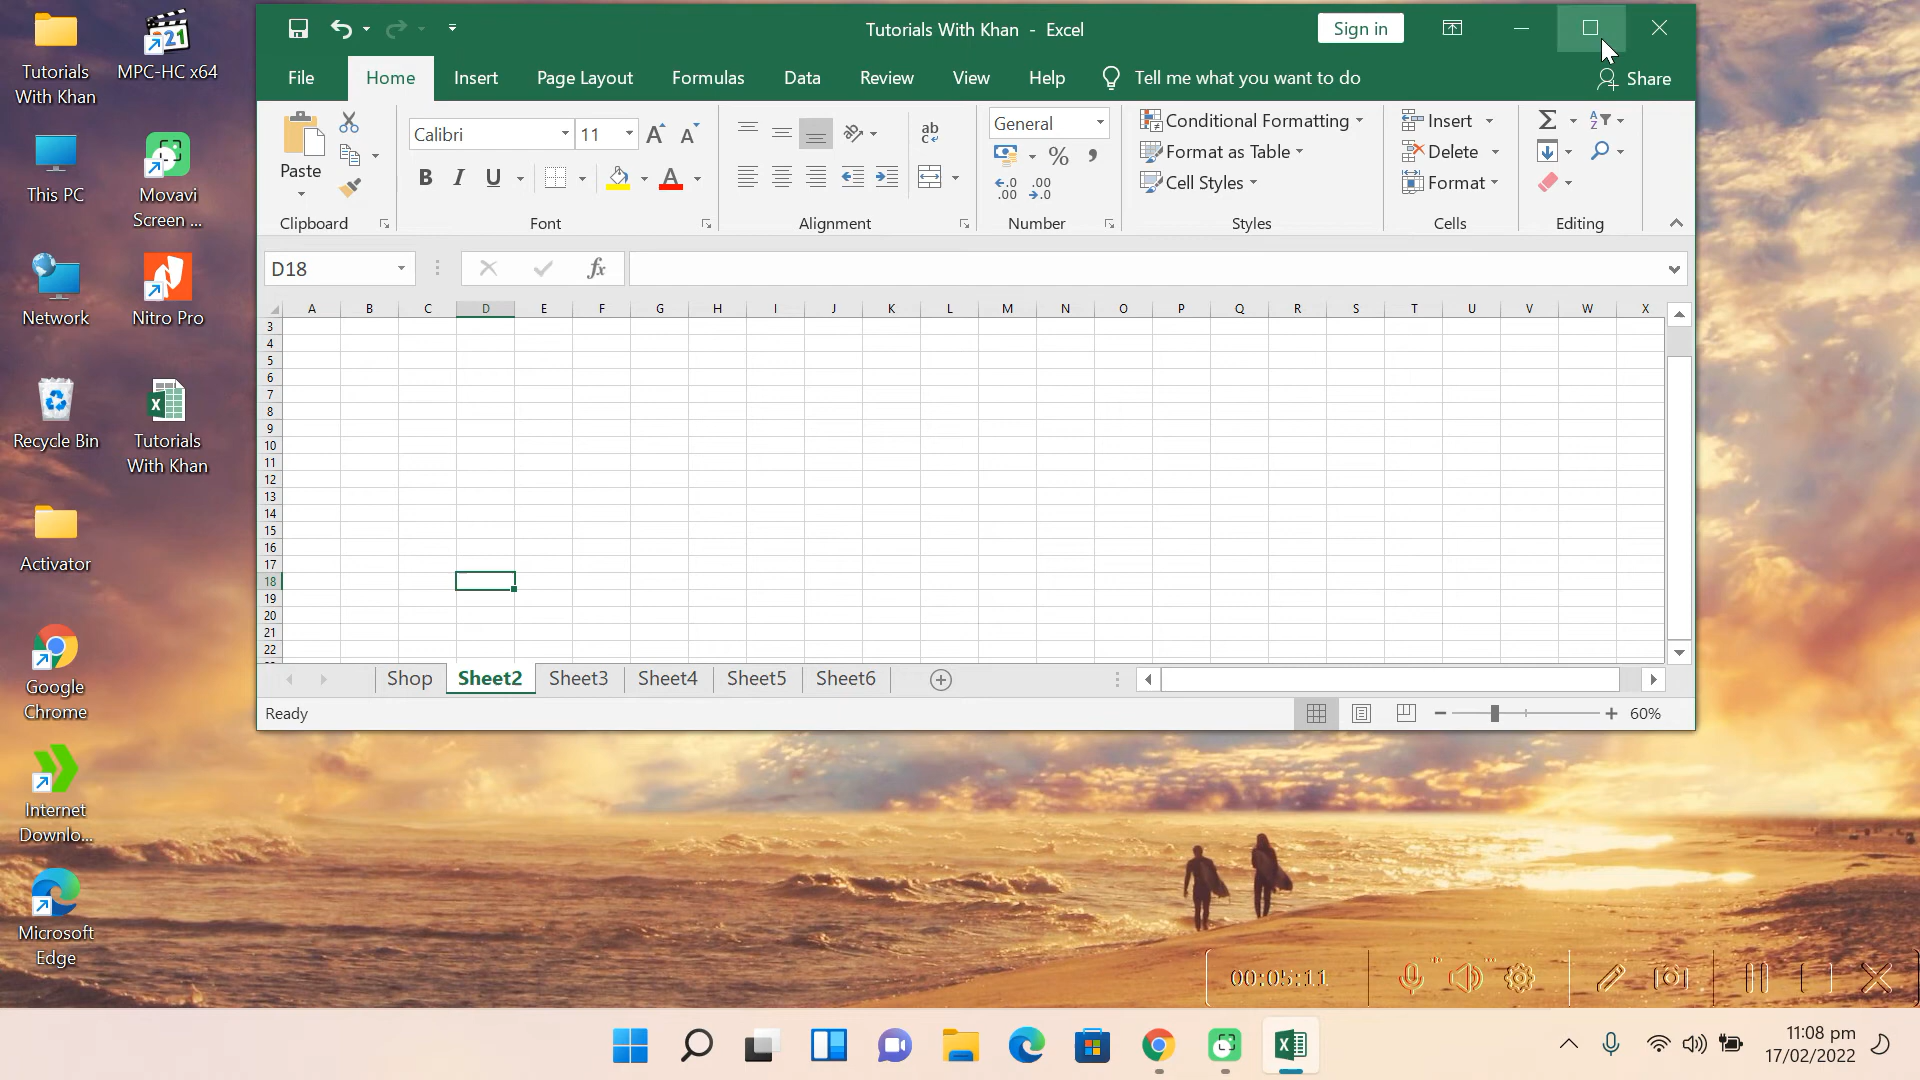 Tutorials With Khan
MPC-HC x64
This PC
Movavi Screen ...
Network
Nitro Pro
Recycle Bin
Tutorials With Khan
Activator
Google Chrome
Internet Downlo...
Microsoft Edge
Tutorials With Khan - Excel
Sign in
File Home Insert Page Layout Formulas Data Review View Help Tell me what you want to do Share
Paste
Clipboard
Calibri 11
B I U A
Font
ab
Alignment
General
% ,
Number
Conditional Formatting
Format as Table
Cell Styles
Styles
Insert
Delete
Format
Cells
Σ
Editing
D18
fx
A B C D E F G H I J K L M N O P Q R S T U V W X
3
4
5
6
7
8
9
10
11
12
13
14
15
16
17
18
19
20
21
22
Shop Sheet2 Sheet3 Sheet4 Sheet5 Sheet6
Ready
60%
00:05:11
11:08 pm
17/02/2022